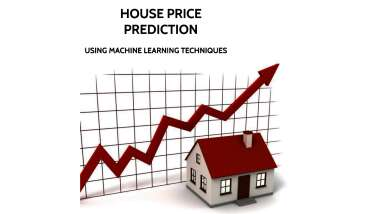 HOUSE PRICE
PREDICTION
USING MACHINE LEARNING TECHNIQUES